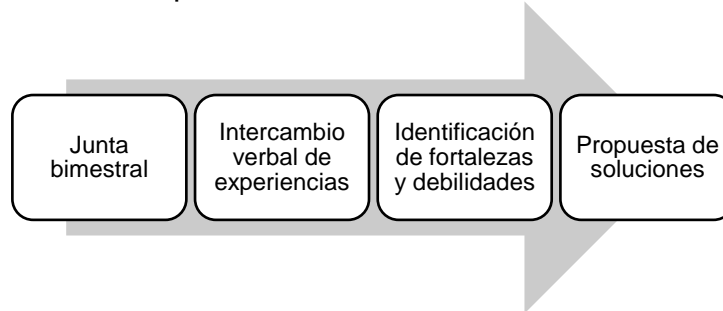 Junta
bimestral
Intercambio
verbal de
experiencias
Identificación
de fortalezas
y debilidades
Propuesta de
soluciones